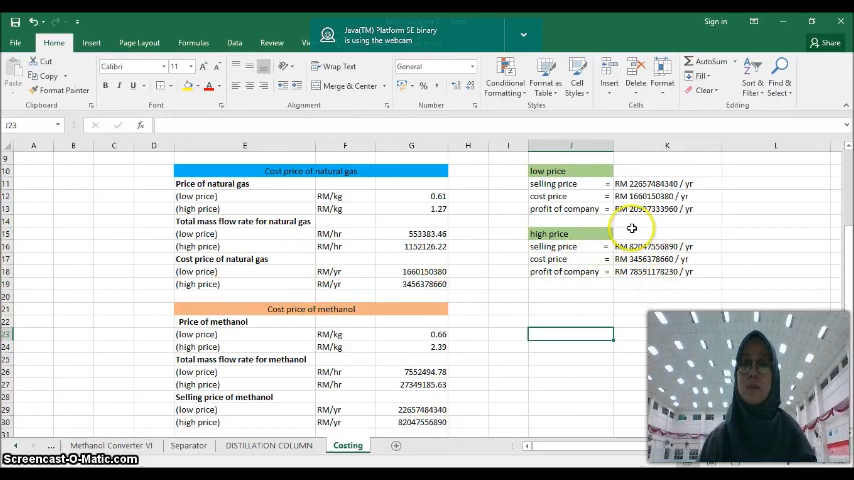 Java(TM) Platform SE binary
is using the webcam
Sign in
File Home Insert Page Layout Formulas Data Review
Share
Cut
Copy
Format Painter
Paste
Clipboard
Calibri 11
B I U
Font
Wrap Text
Merge & Center
Alignment
General
Number
Conditional Formatting
Format as Table
Cell Styles
Styles
Insert Delete Format
Cells
AutoSum
Fill
Clear
Sort & Filter
Find & Select
Editing
J23
fx
A B C D E F G H I J K L
9
10 Cost price of natural gas low price
11 Price of natural gas selling price = RM 22657484340 / yr
12 (low price) RM/kg 0.61 cost price = RM 1660150380 / yr
13 (high price) RM/kg 1.27 profit of company = RM 20997333960 / yr
14 Total mass flow rate for natural gas
15 (low price) RM/hr 553383.46 high price
16 (high price) RM/hr 1152126.22 selling price = RM 82047556890 / yr
17 Cost price of natural gas cost price = RM 3456378660 / yr
18 (low price) RM/yr 1660150380 profit of company = RM 78591178230 / yr
19 (high price) RM/yr 3456378660
20
21 Cost price of methanol
22 Price of methanol
23 (low price) RM/kg 0.66
24 (high price) RM/kg 2.39
25 Total mass flow rate for methanol
26 (low price) RM/hr 7552494.78
27 (high price) RM/hr 27349185.63
28 Selling price of methanol
29 (low price) RM/yr 22657484340
30 (high price) RM/yr 82047556890
31
... Methanol Converter VI Separator DISTILLATION COLUMN Costing
Screencast-O-Matic.com
100%